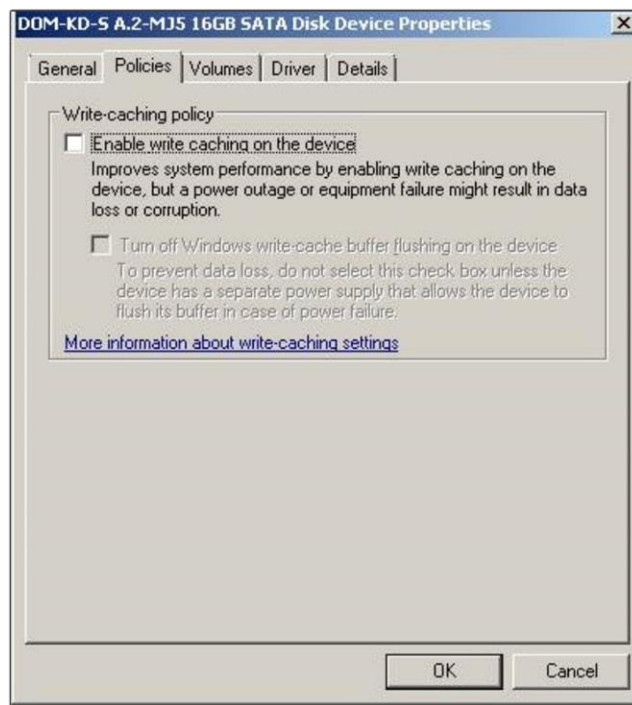 DOM-KD-S A.2-MJ5 16GB SATA Disk Device Properties
General Policies Volumes Driver Details
Write-caching policy
Enable write caching on the device
Improves system performance by enabling write caching on the
device, but a power outage or equipment failure might result in data
loss or corruption.
Turn off Windows write-cache buffer flushing on the device
To prevent data loss, do not select this check box unless the
device has a separate power supply that allows the device to
flush its buffer in case of power failure.
More information about write-caching settings
OK Cancel